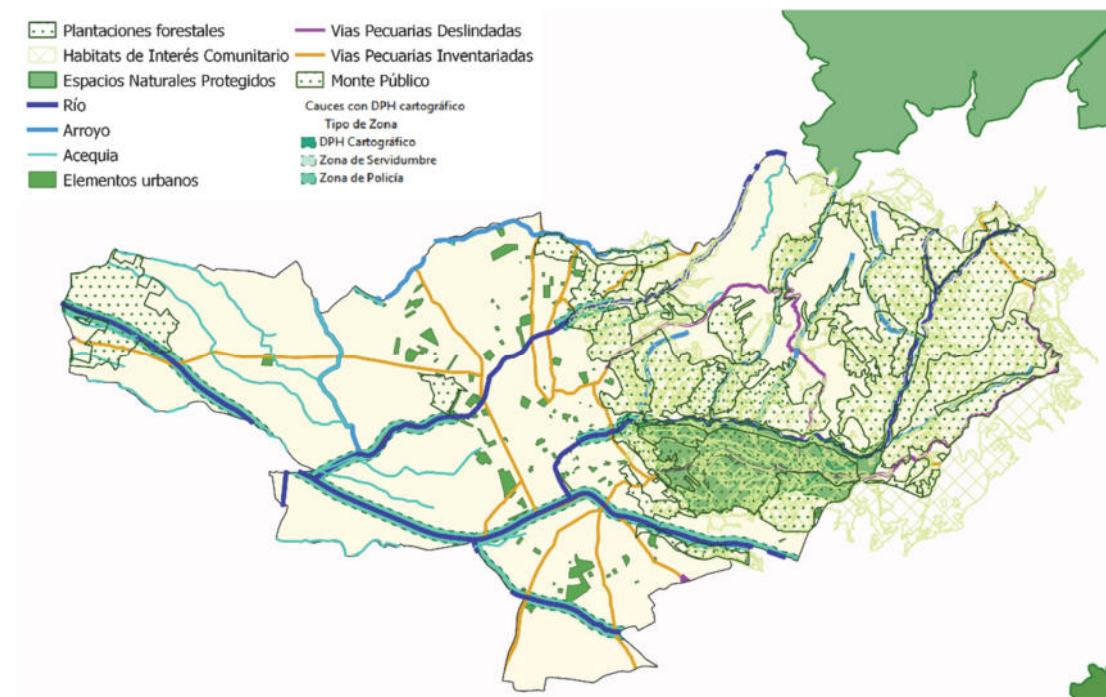 Plantaciones forestales
Habitats de Interés Comunitario
Espacios Naturales Protegidos
Río
Arroyo
Acequia
Elementos urbanos
Vias Pecuarias Deslindadas
Vias Pecuarias Inventariadas
Monte Público
Cauces con DPH cartográfico
Tipo de Zona
DPH Cartográfico
Zona de Servidumbre
Zona de Policía